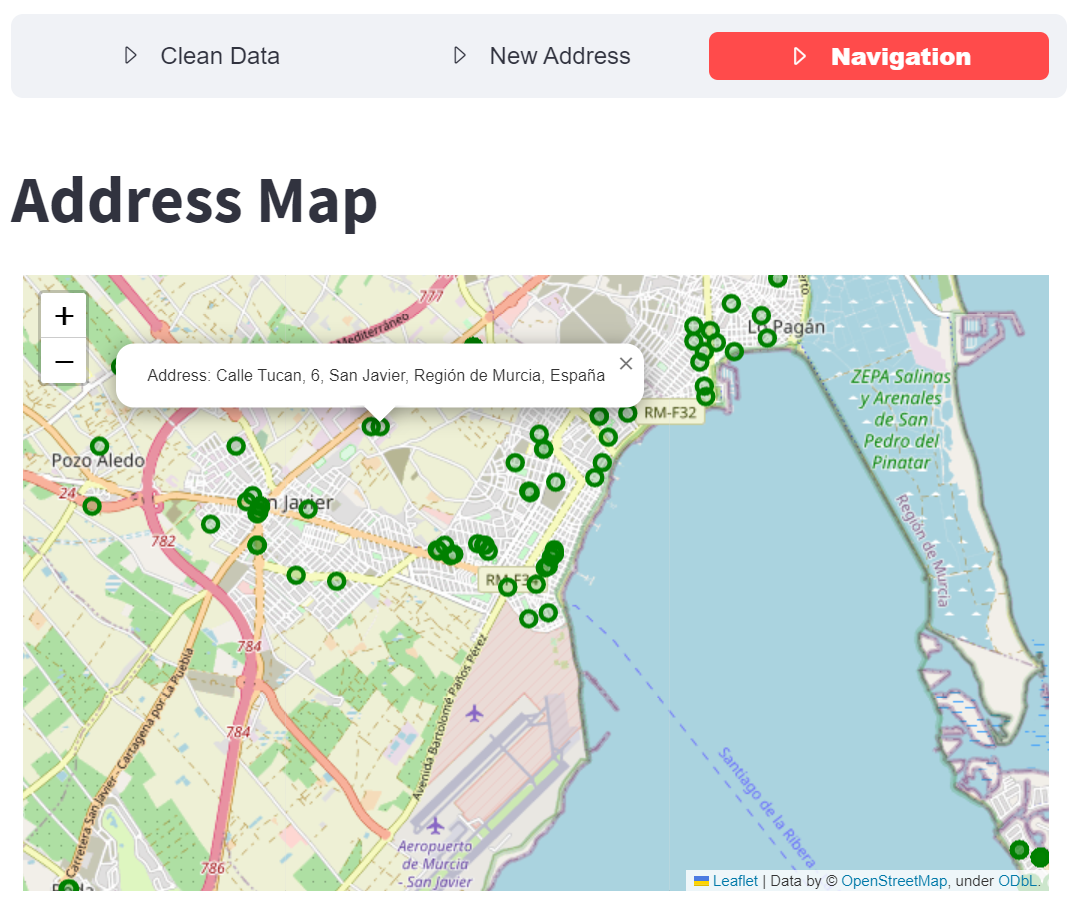 Clean Data
New Address
Navigation
Address Map
+
−
777
Mediterráneo
Lo Pagán
Address: Calle Tucan, 6, San Javier, Región de Murcia, España
×
RM-F32
ZEPA Salinas
y Arenales
de San
Pedro del
Pinatar
Pozo Aledo
24
n Javier
782
Región de Murcia
784
Avenida Bartolomé Paños Pérez
Carretera San Javier - Cartagena por La Puebla
784
Santiago de la Ribera
Aeropuerto
de Murcia
- San Javier
786
Leaflet | Data by © OpenStreetMap, under ODbL.